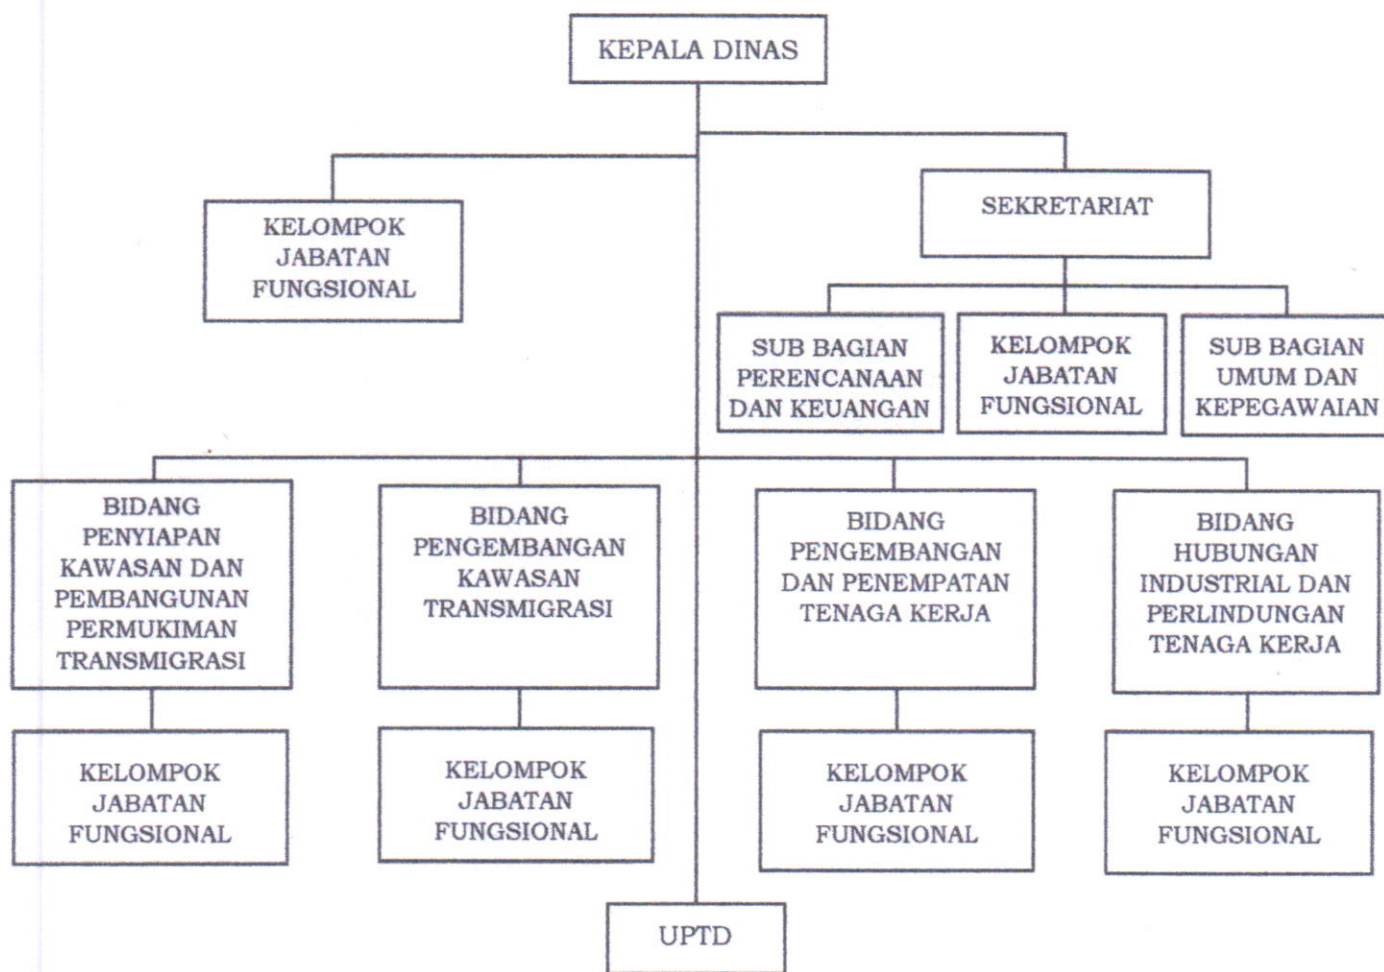 KEPALA DINAS
KELOMPOK
JABATAN
FUNGSIONAL
SEKRETARIAT
SUB BAGIAN
PERENCANAAN
DAN KEUANGAN
KELOMPOK
JABATAN
FUNGSIONAL
SUB BAGIAN
UMUM DAN
KEPEGAWAIAN
BIDANG
PENYIAPAN
KAWASAN DAN
PEMBANGUNAN
PERMUKIMAN
TRANSMIGRASI
BIDANG
PENGEMBANGAN
KAWASAN
TRANSMIGRASI
BIDANG
PENGEMBANGAN
DAN PENEMPATAN
TENAGA KERJA
BIDANG
HUBUNGAN
INDUSTRIAL DAN
PERLINDUNGAN
TENAGA KERJA
KELOMPOK
JABATAN
FUNGSIONAL
KELOMPOK
JABATAN
FUNGSIONAL
KELOMPOK
JABATAN
FUNGSIONAL
KELOMPOK
JABATAN
FUNGSIONAL
UPTD